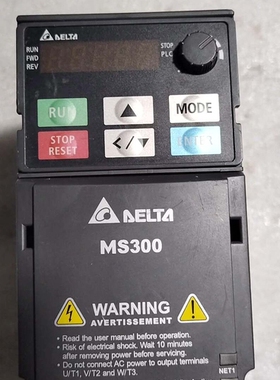 DELTA
RUN
FWD
REV
STOP
PLC
RUN
MODE
STOP
RESET
ENTER
DELTA
MS300
WARNING
AVERTISSEMENT
• Read the user manual before operation.
• Risk of electrical shock. Wait 10 minutes
after removing power before servicing.
• Do not connect AC power to output terminals
U/T1, V/T2 and W/T3.
NET1